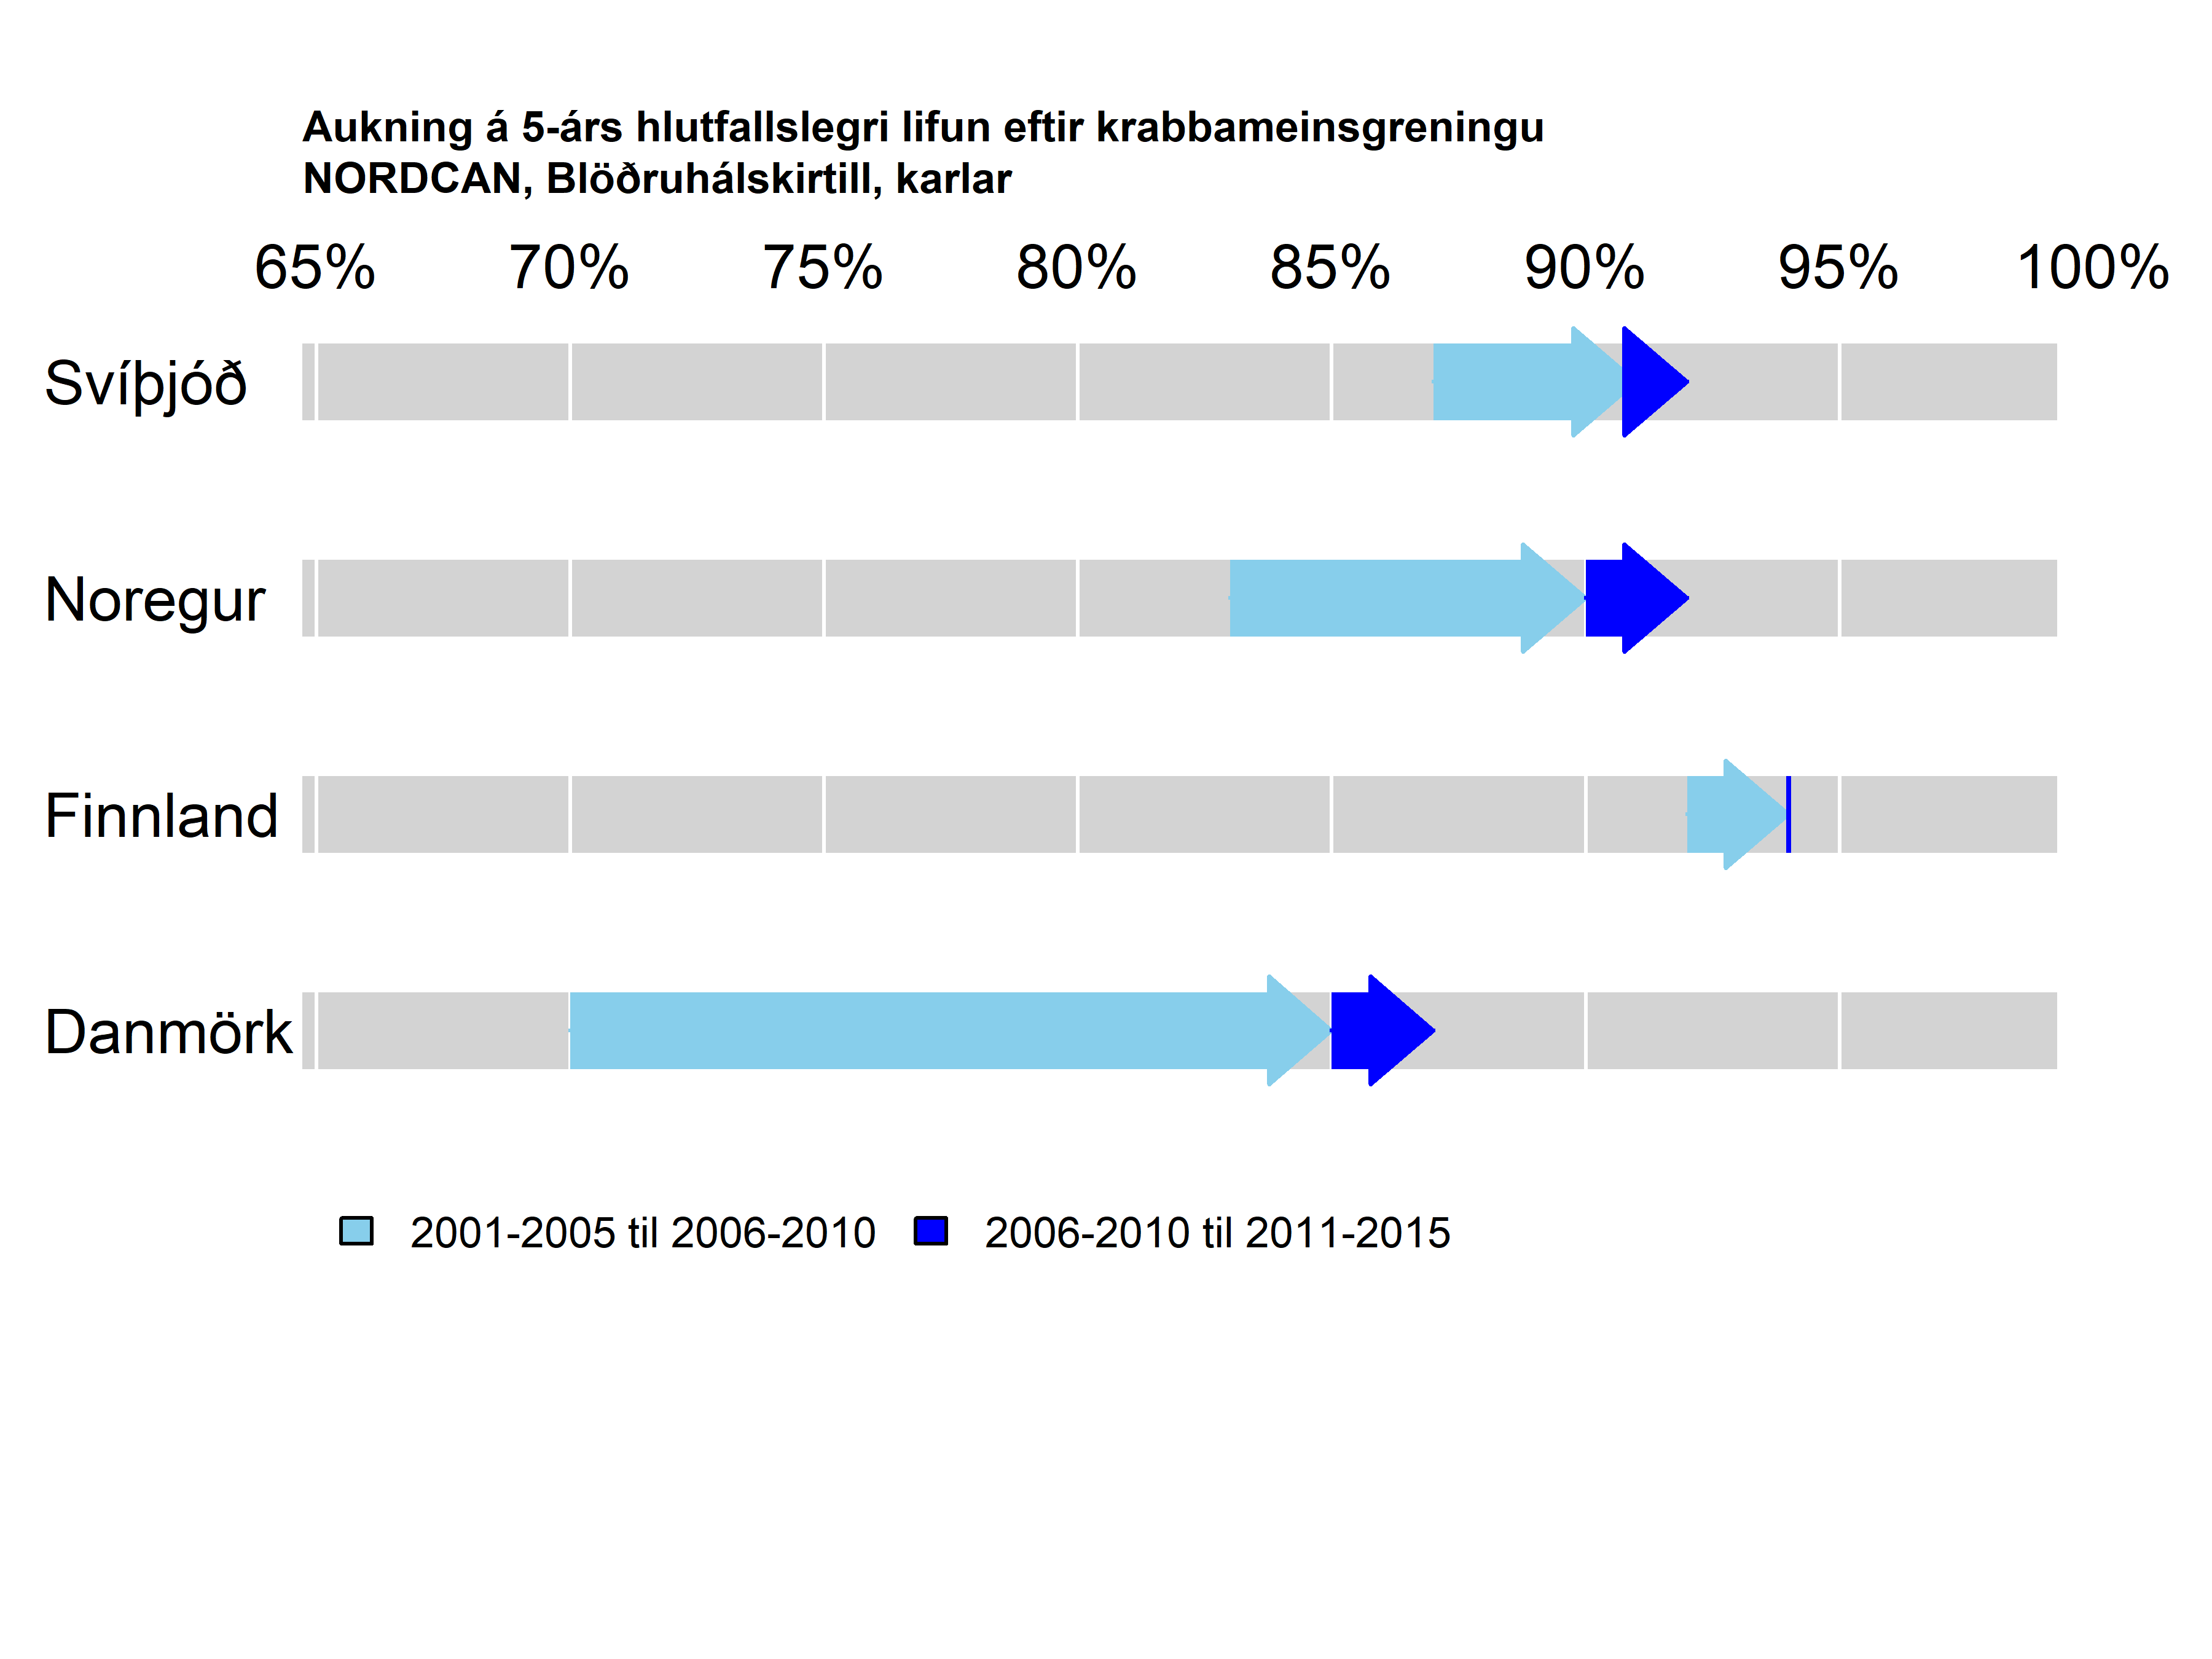 Aukning á 5-árs hlutfallslegri lifun eftir krabbameinsgreningu
NORDCAN, Blöðruhálskirtill, karlar
65% 70% 75% 80% 85% 90% 95% 100%
Svíþjóð
Noregur
Finnland
Danmörk
2001-2005 til 2006-2010 2006-2010 til 2011-2015